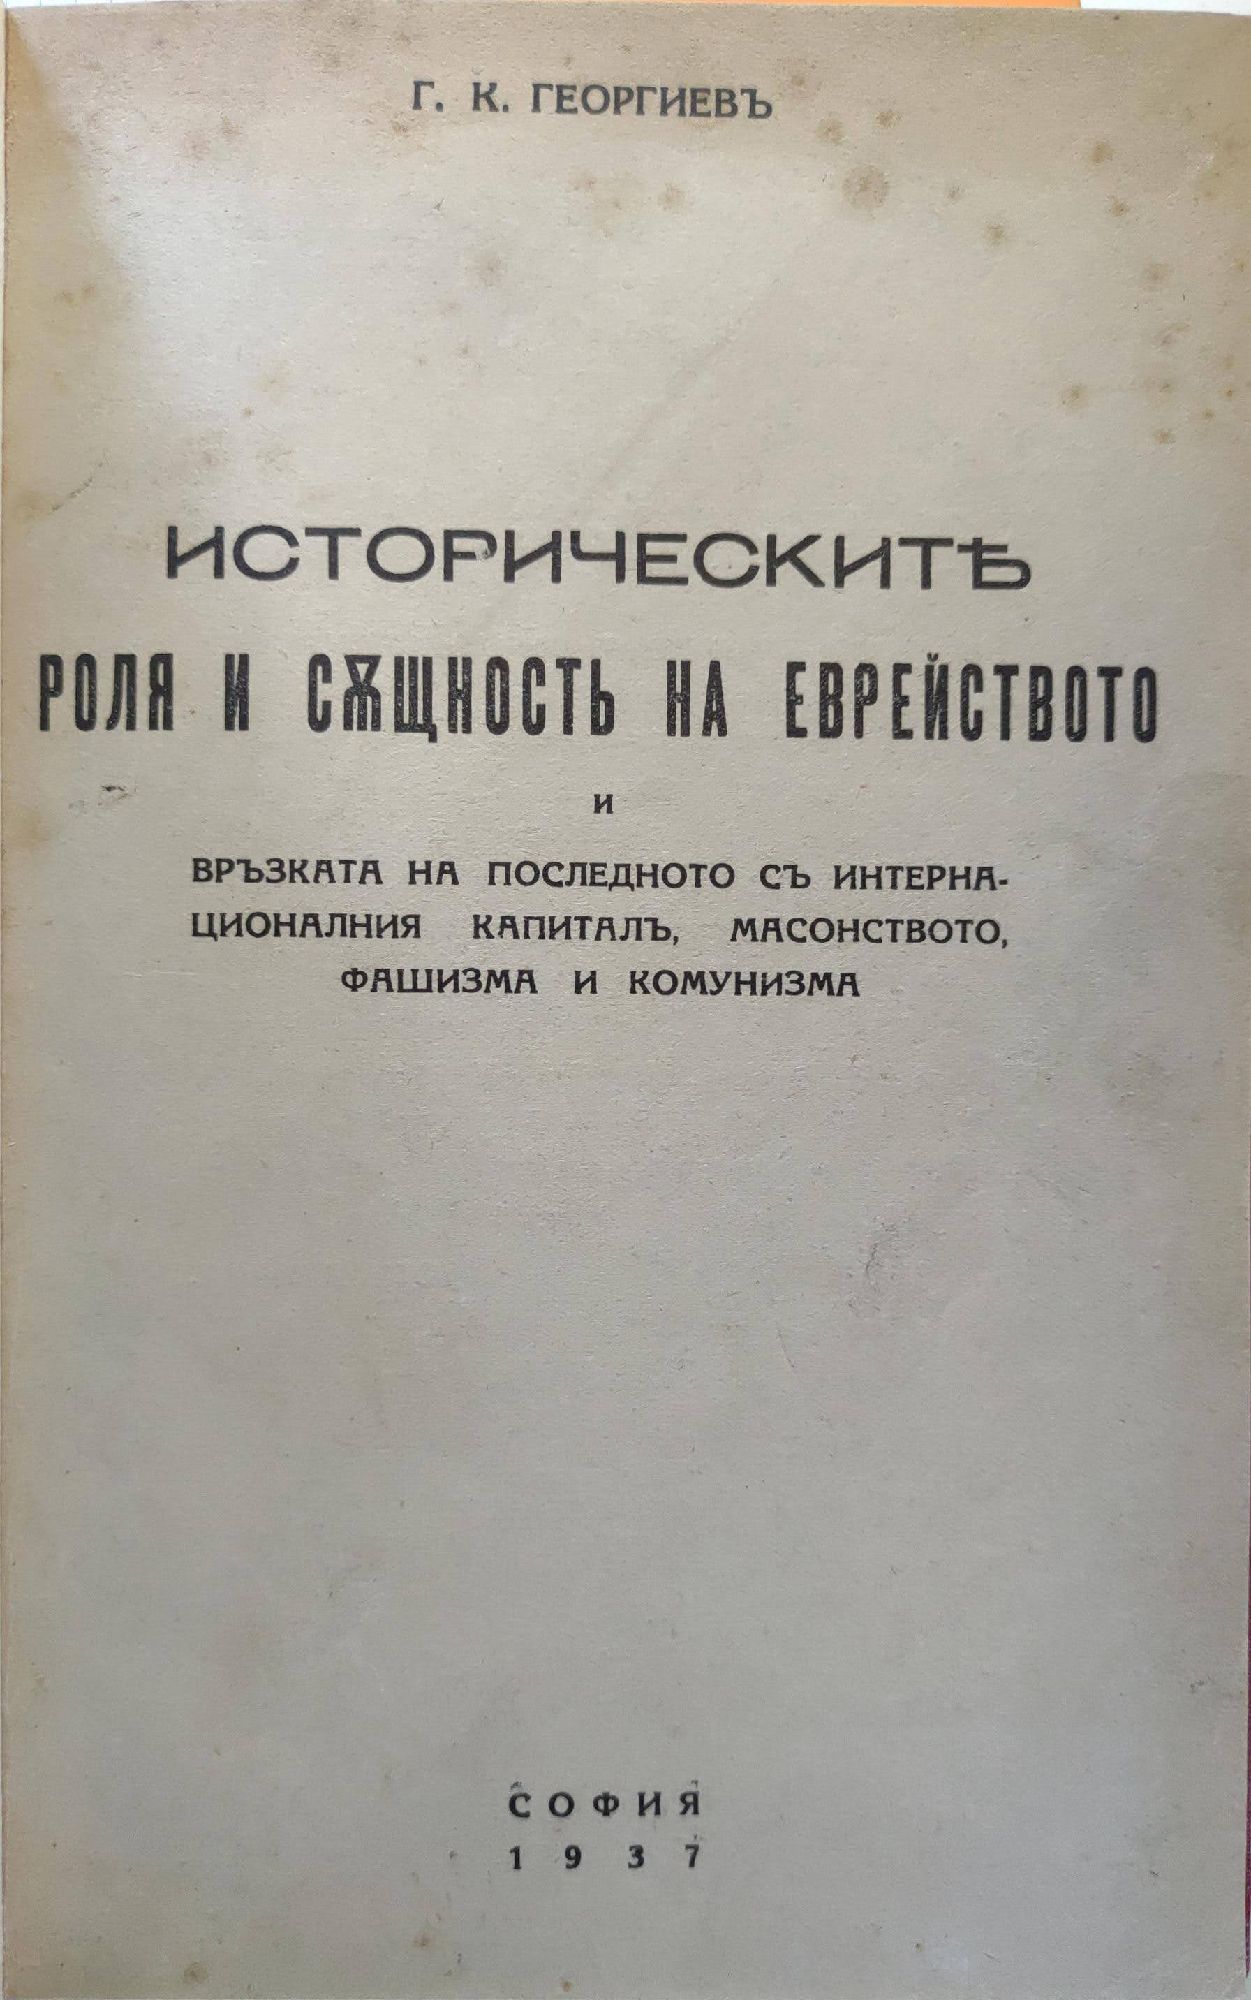 Г. К. ГЕОРГИЕВЪ
ИСТОРИЧЕСКИТѢ
РОЛЯ И СѪЩНОСТЬ НА ЕВРЕЙСТВОТО
И
ВРЪЗКАТА НА ПОСЛЕДНОТО СЪ ИНТЕРНА-
ЦИОНАЛНИЯ КАПИТАЛЪ, МАСОНСТВОТО,
ФАШИЗМА И КОМУНИЗМА
СОФИЯ
1937